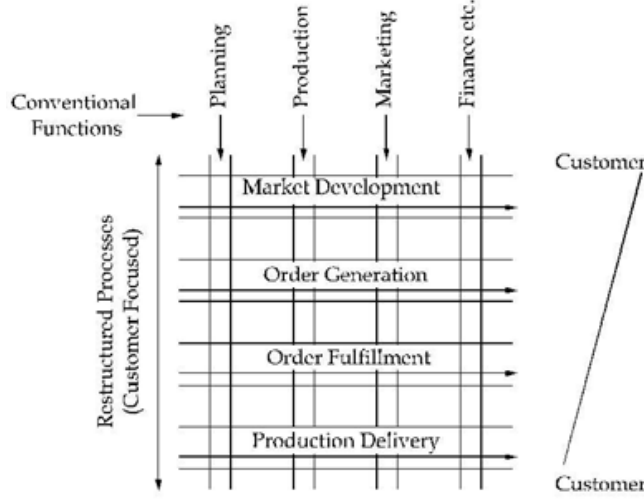 Planning
Production
Marketing
Finance etc.
Conventional
Functions
Restructured Processes
(Customer Focused)
Market Development
Order Generation
Order Fulfillment
Production Delivery
Customer
Customer